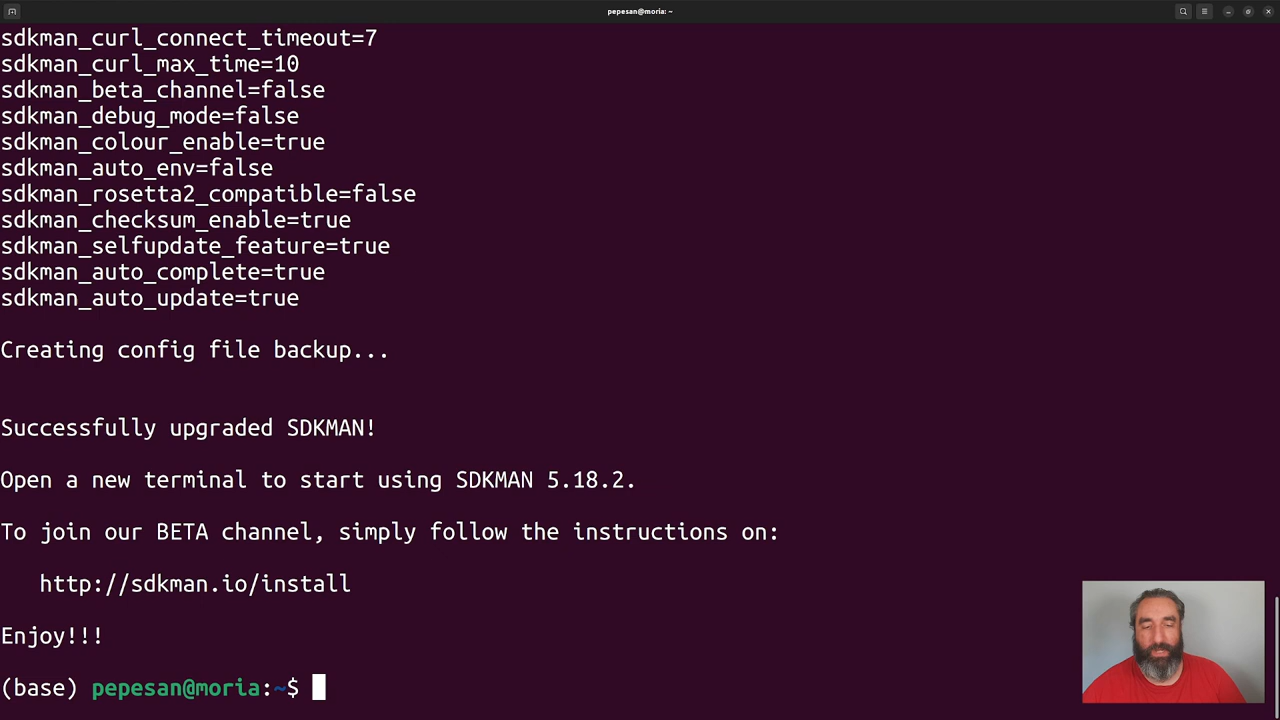 pepesan@moria: ~
sdkman_curl_connect_timeout=7
sdkman_curl_max_time=10
sdkman_beta_channel=false
sdkman_debug_mode=false
sdkman_colour_enable=true
sdkman_auto_env=false
sdkman_rosetta2_compatible=false
sdkman_checksum_enable=true
sdkman_selfupdate_feature=true
sdkman_auto_complete=true
sdkman_auto_update=true
Creating config file backup...
Successfully upgraded SDKMAN!
Open a new terminal to start using SDKMAN 5.18.2.
To join our BETA channel, simply follow the instructions on:
http://sdkman.io/install
Enjoy!!!
(base) pepesan@moria:~$